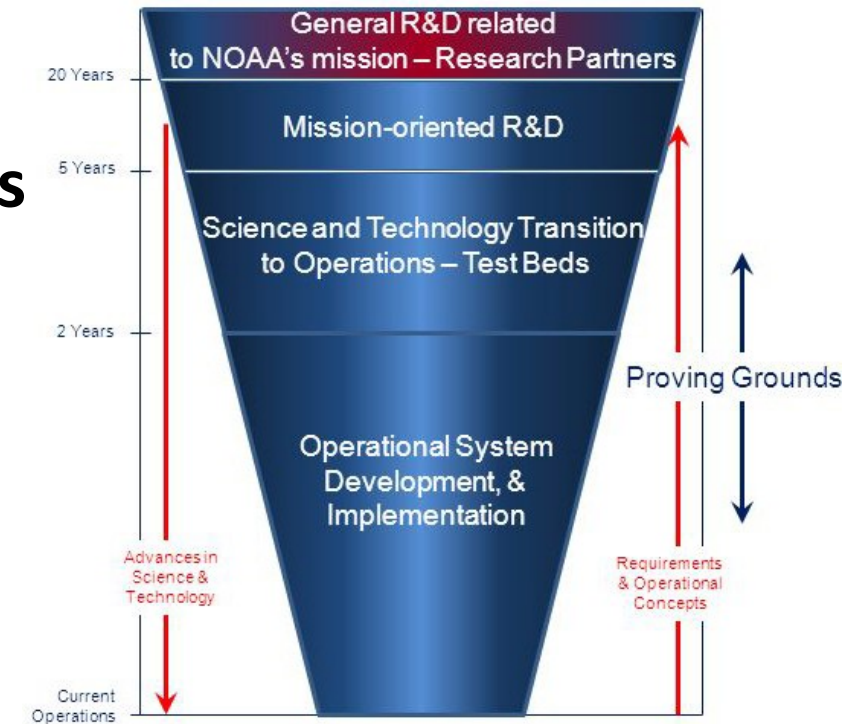 General R&D related
to NOAA's mission – Research Partners
20 Years
Mission-oriented R&D
5 Years
s
Science and Technology Transition
to Operations – Test Beds
2 Years
Proving Grounds
Operational System
Development, &
Implementation
Advances in
Science &
Technology
Requirements
& Operational
Concepts
Current
Operations